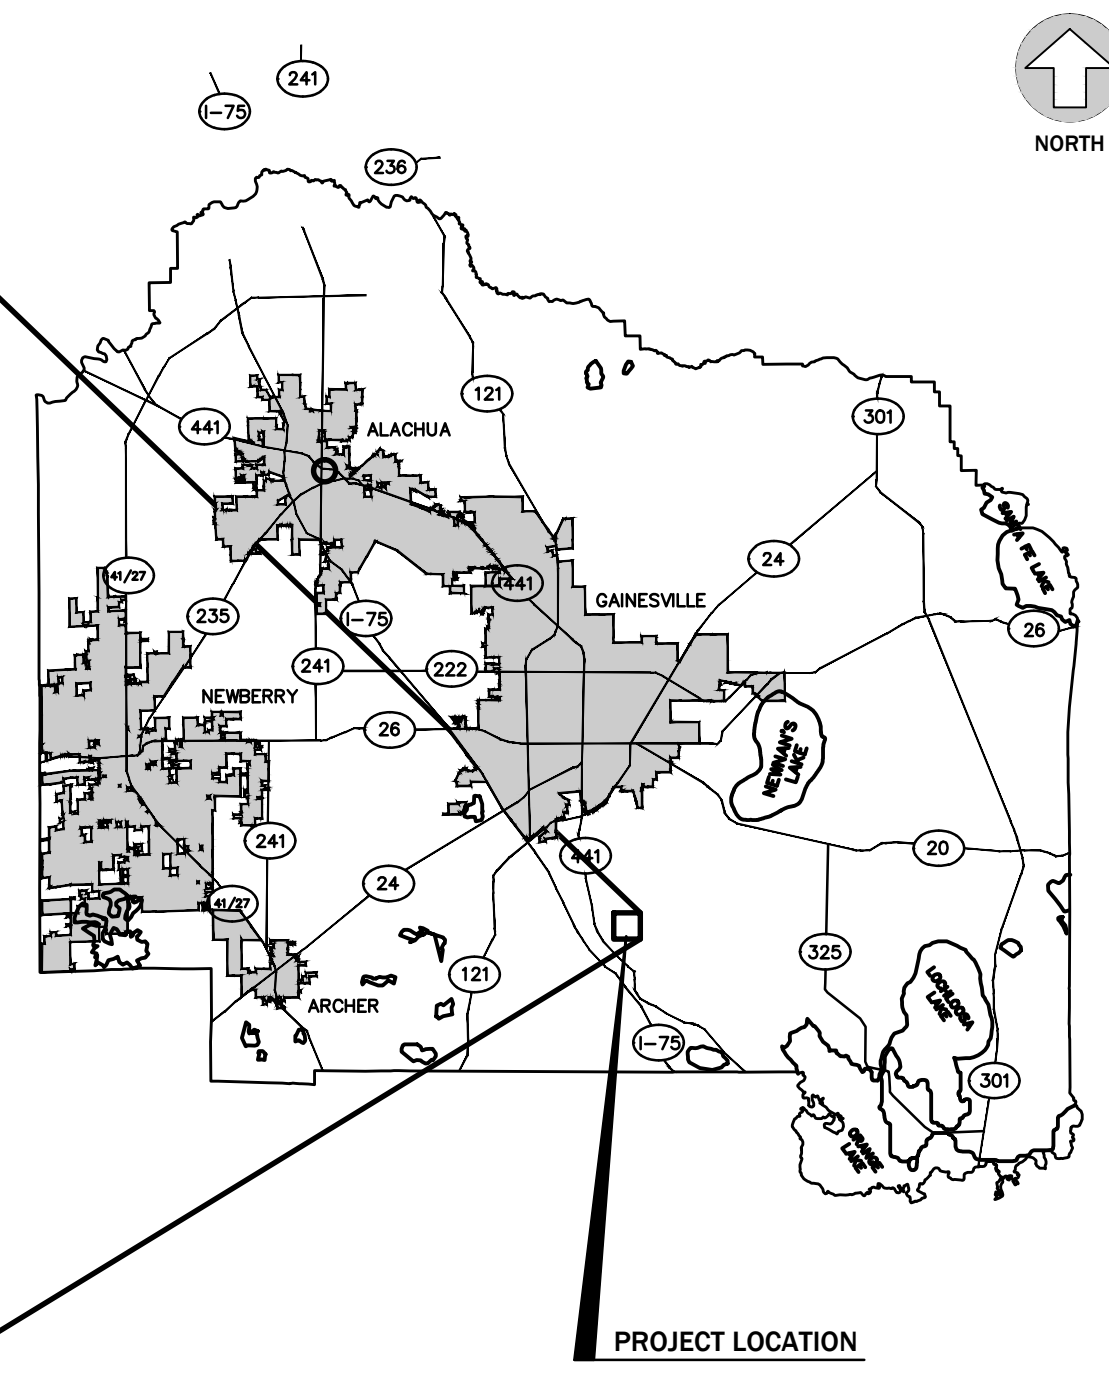 241
I-75
NORTH
236
121
301
441
ALACHUA
SANTA FE LAKE
24
41/27
441
GAINESVILLE
235
I-75
26
241
222
NEWBERRY
26
NEWNAN'S
LAKE
241
441
20
24
41/27
325
121
LOCHLOOSA
LAKE
ARCHER
I-75
301
ORANGE
LAKE
PROJECT LOCATION